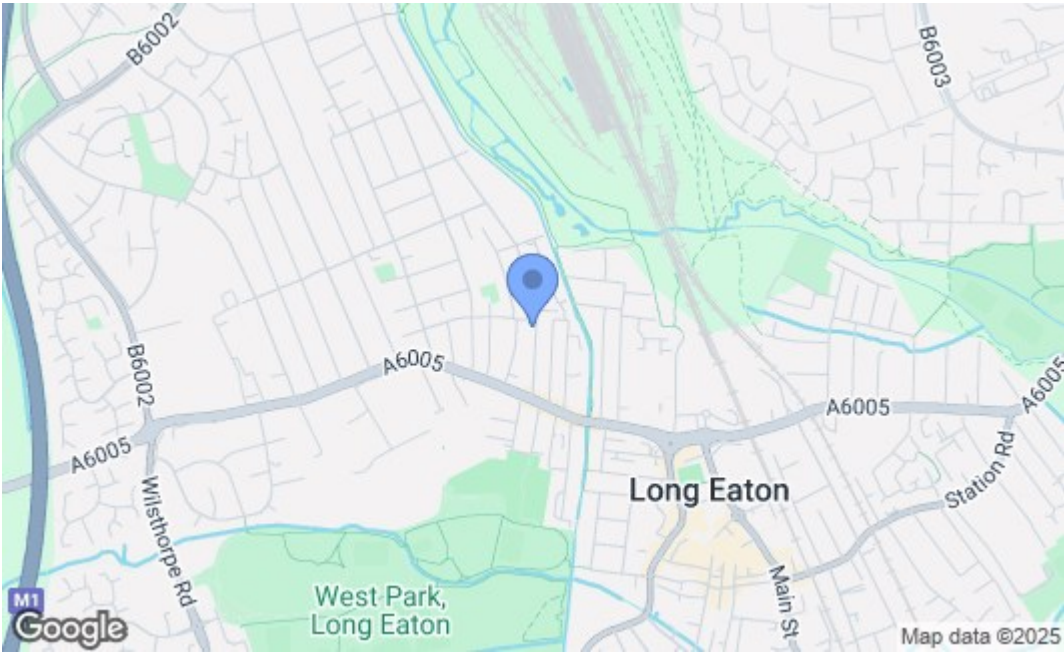 B6002
B6003
A6005
B6002
A6005
A6005
A6005
Long Eaton
Station Rd
Wilsthorpe Rd
Main St
West Park,
Long Eaton
M1
Google
Map data ©2025